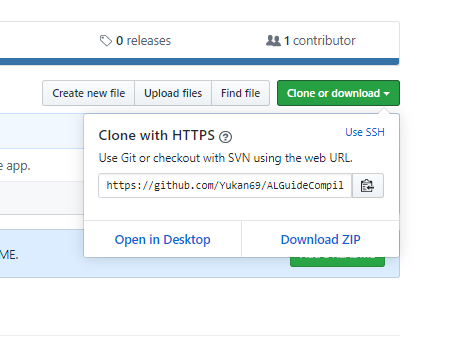 0 releases
1 contributor
Create new file
Upload files
Find file
Clone or download
Clone with HTTPS
Use SSH
e app.
Use Git or checkout with SVN using the web URL.
https://github.com/Yukan69/ALGuideCompil
Open in Desktop
Download ZIP
ME.